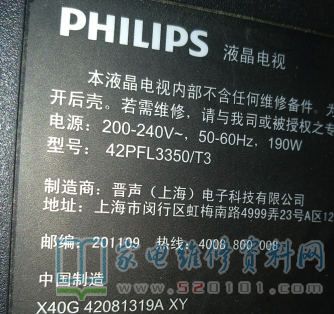 PHILIPS 液晶电视
本液晶电视内部不含任何维修备件。为
开后壳。若需维修，请与我司或被授权之专
电源：200-240V~, 50-60Hz, 190W
型号：42PFL3350/T3
制造商：晋声（上海）电子科技有限公司
地址：上海市闵行区虹梅南路4999弄23号A区12
邮编：201109 热线：4008 800 008
家电维修资料网
中国制造
www.520101.com
X40G 42081319A XY